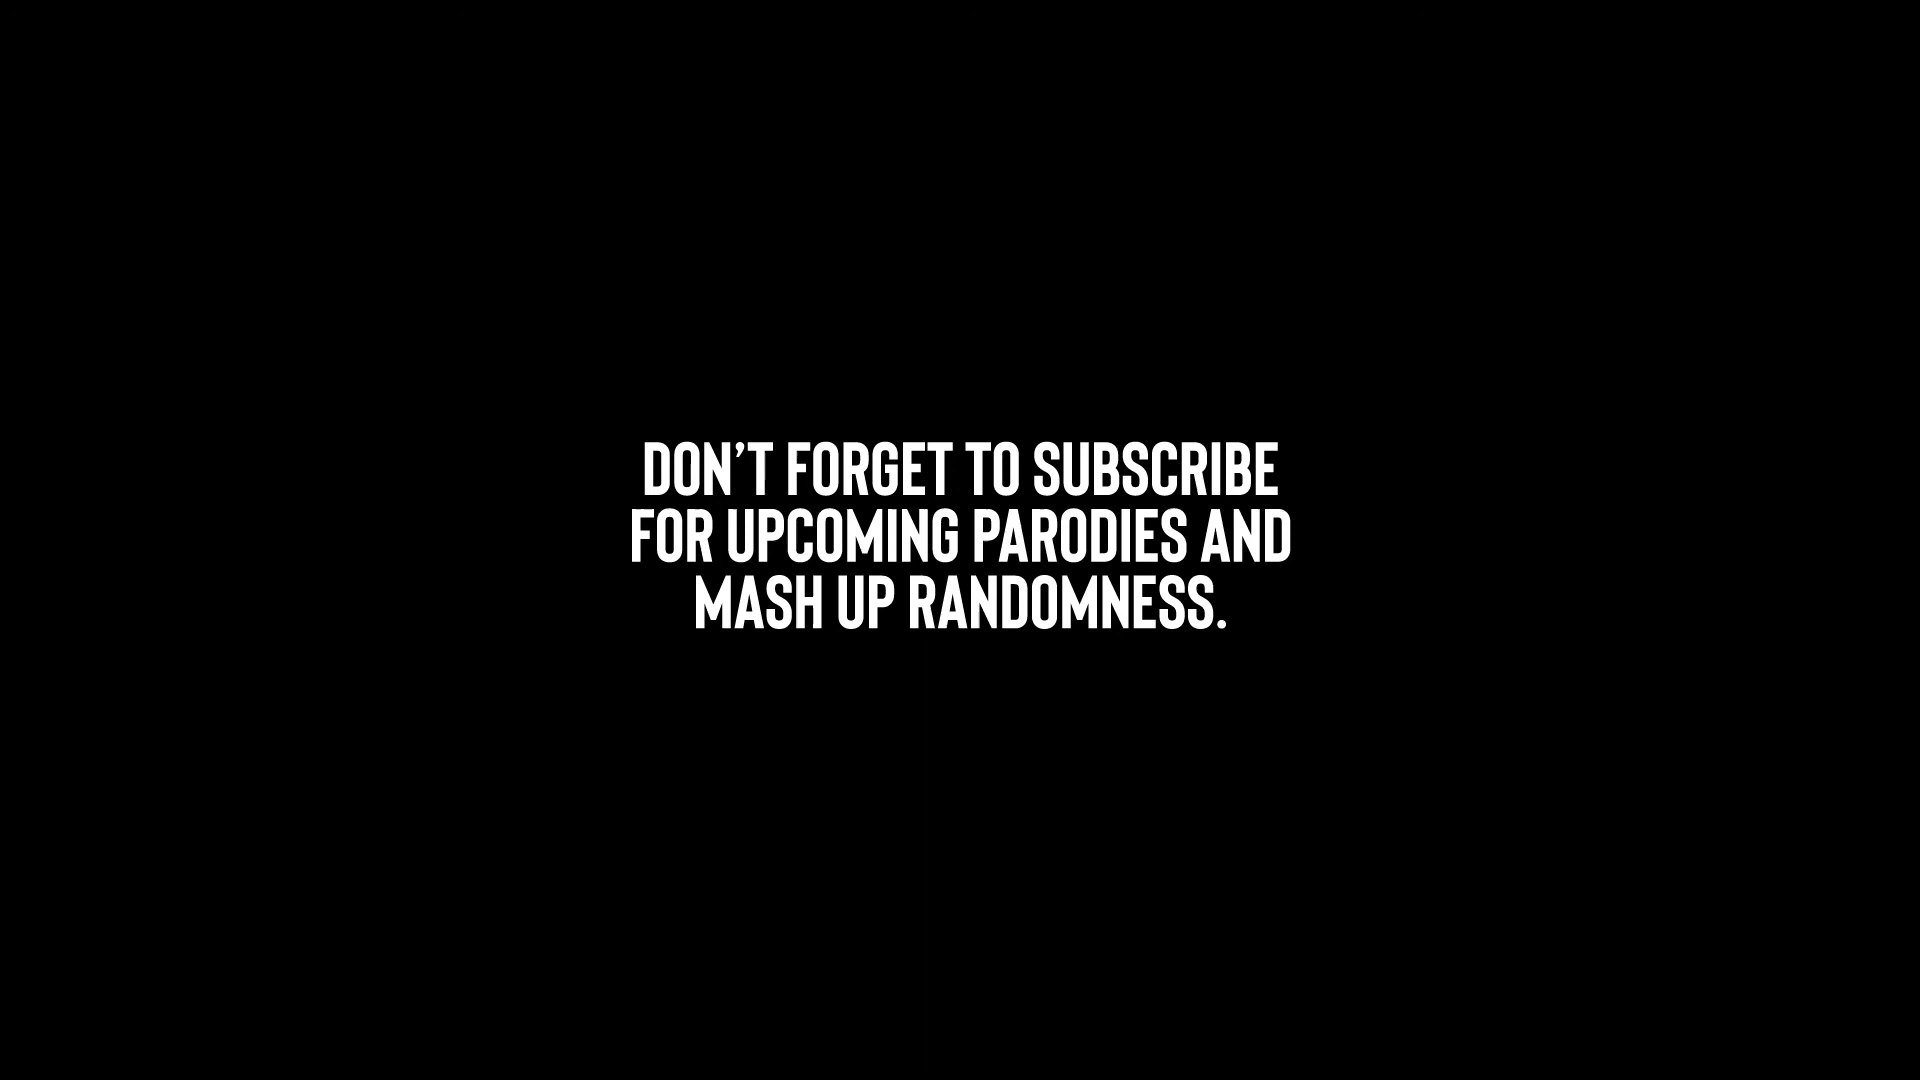 DON'T FORGET TO SUBSCRIBE
FOR UPCOMING PARODIES AND
MASH UP RANDOMNESS.